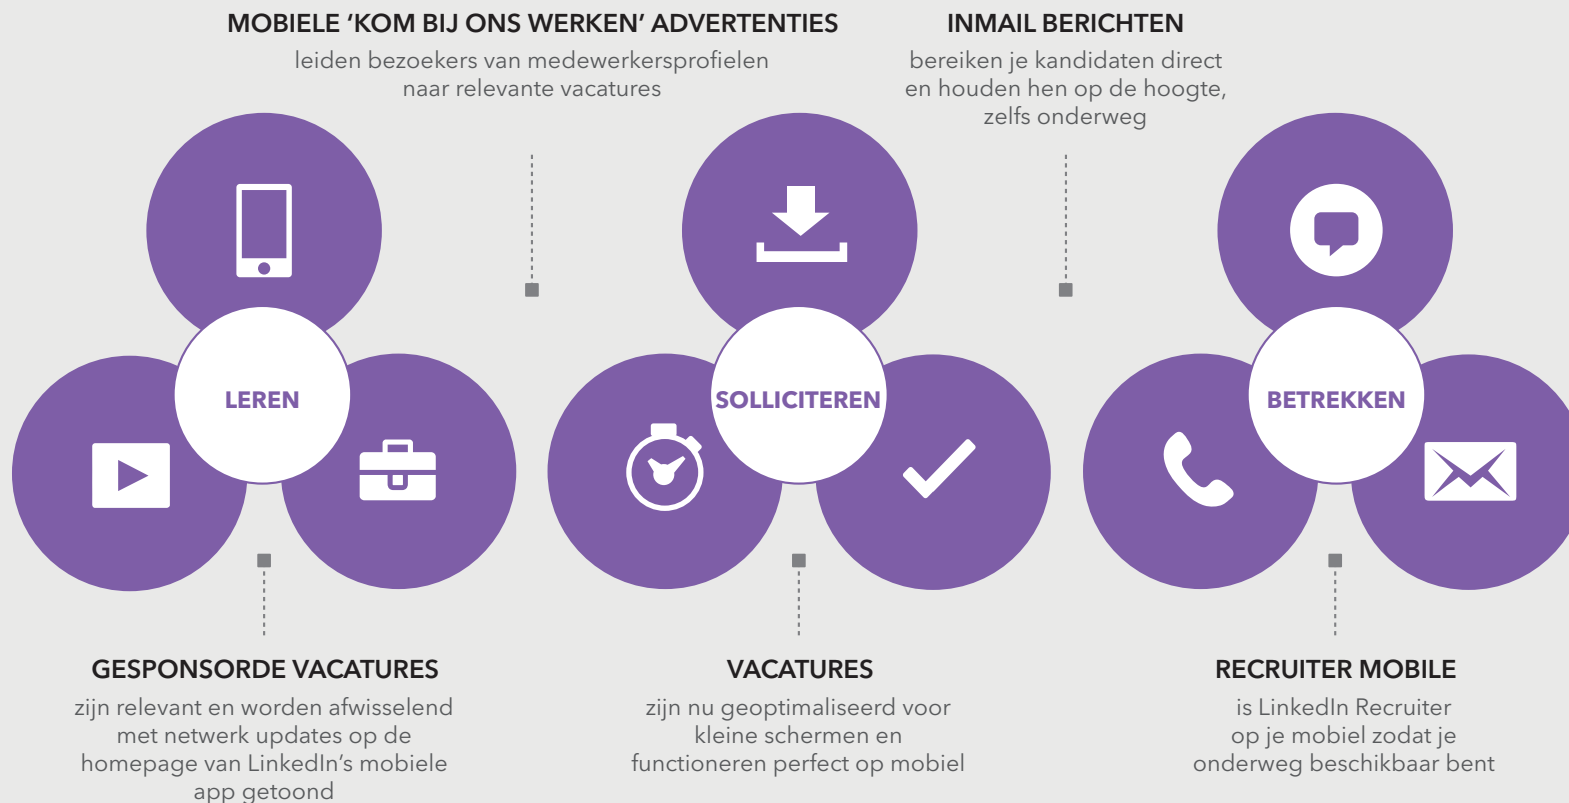 MOBIELE ‘KOM BIJ ONS WERKEN’ ADVERTENTIES
leiden bezoekers van medewerkersprofielen
naar relevante vacatures
INMAIL BERICHTEN
bereiken je kandidaten direct
en houden hen op de hoogte,
zelfs onderweg
LEREN
SOLLICITEREN
BETREKKEN
GESPONSORDE VACATURES
zijn relevant en worden afwisselend
met netwerk updates op de
homepage van LinkedIn’s mobiele
app getoond
VACATURES
zijn nu geoptimaliseerd voor
kleine schermen en
functioneren perfect op mobiel
RECRUITER MOBILE
is LinkedIn Recruiter
op je mobiel zodat je
onderweg beschikbaar bent